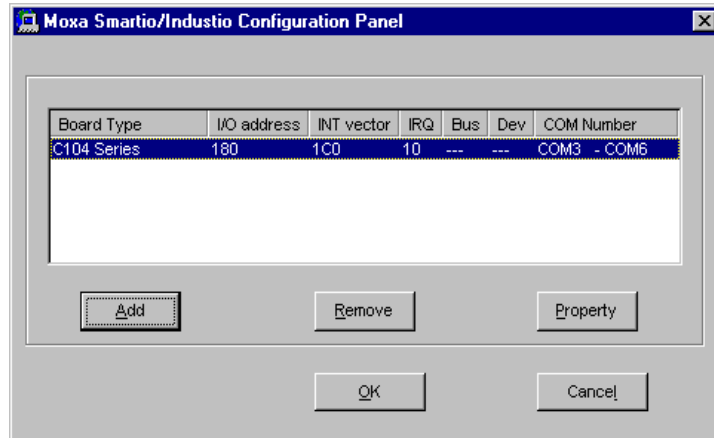 Moxa Smartio/Industio Configuration Panel
Board Type I/O address INT vector IRQ Bus Dev COM Number
C104 Series 180 1C0 10 --- --- COM3 - COM6
Add Remove Property
OK Cancel